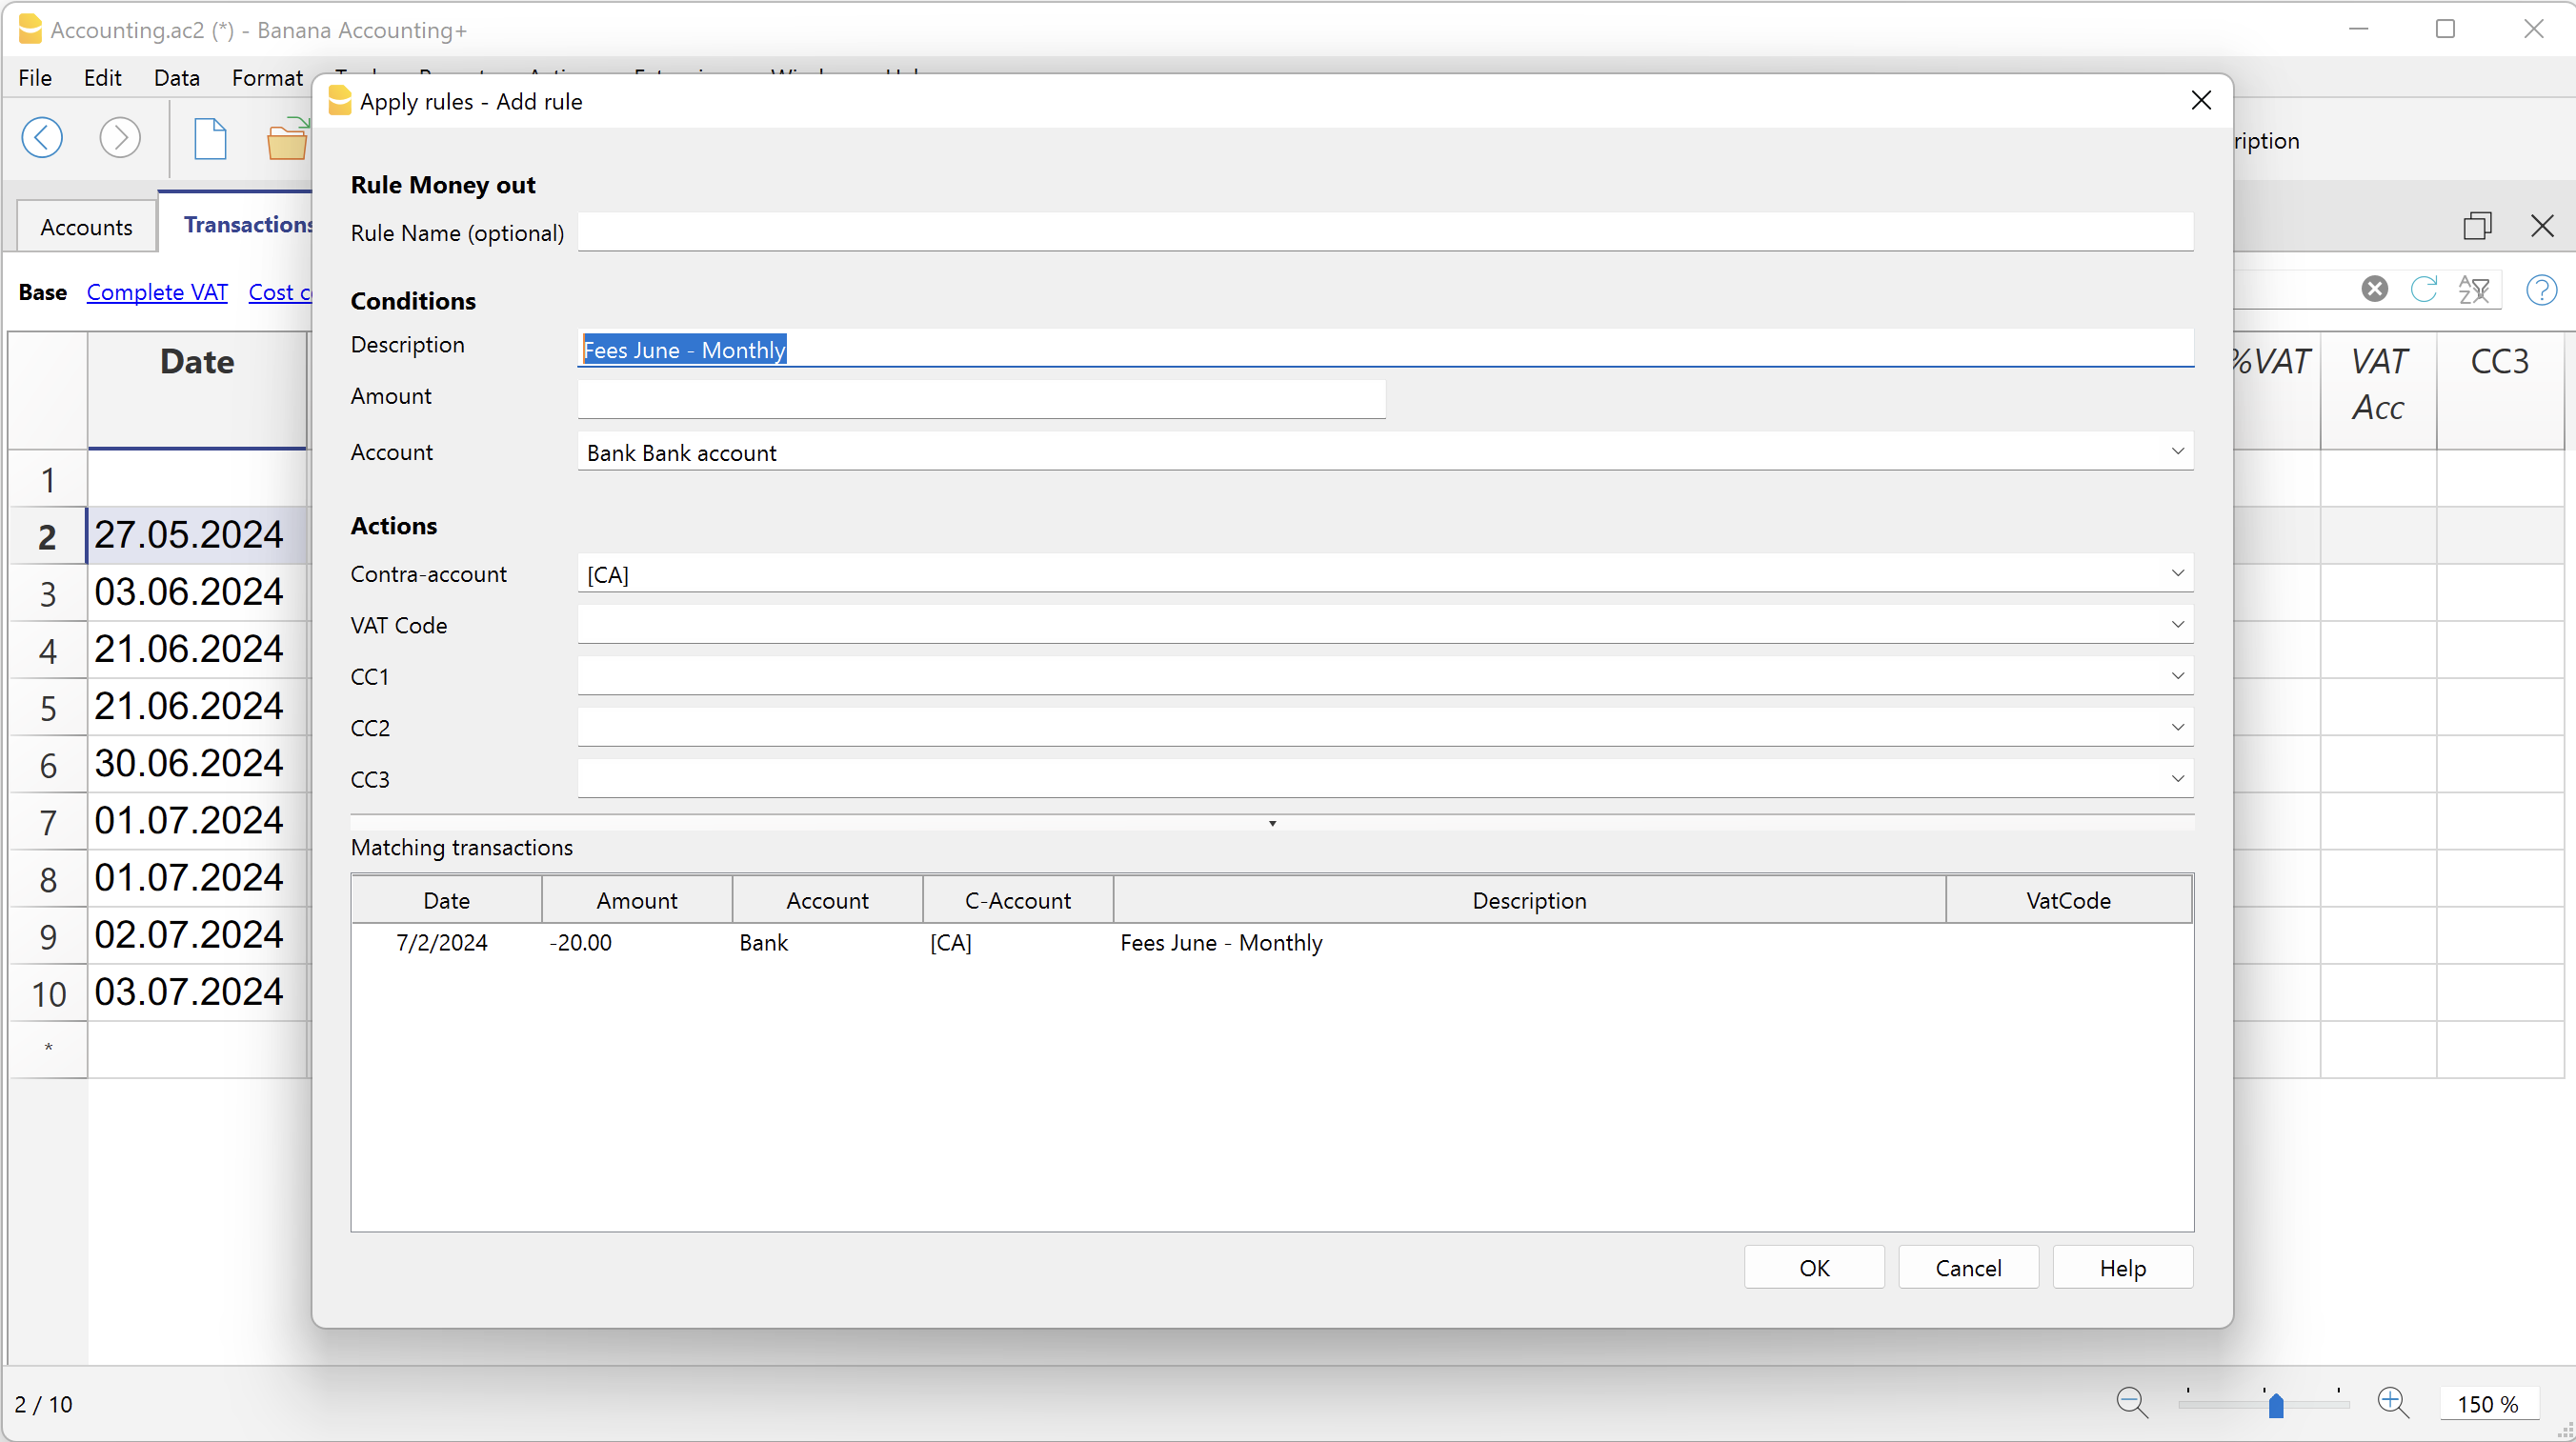 Accounting.ac2 (*) - Banana Accounting+
File Edit Data Format
Apply rules - Add rule
ription
Accounts
Transactions
Rule Money out
Rule Name (optional)
Base Complete VAT Cost c
Conditions
Description Fees June - Monthly
Amount
Account Bank Bank account
Actions
Contra-account [CA]
VAT Code
CC1
CC2
CC3
Matching transactions
Date Amount Account C-Account Description VatCode
7/2/2024 -20.00 Bank [CA] Fees June - Monthly
OK Cancel Help
Date
%VAT
VAT Acc
CC3
1
2 27.05.2024
3 03.06.2024
4 21.06.2024
5 21.06.2024
6 30.06.2024
7 01.07.2024
8 01.07.2024
9 02.07.2024
10 03.07.2024
*
2 / 10
150 %